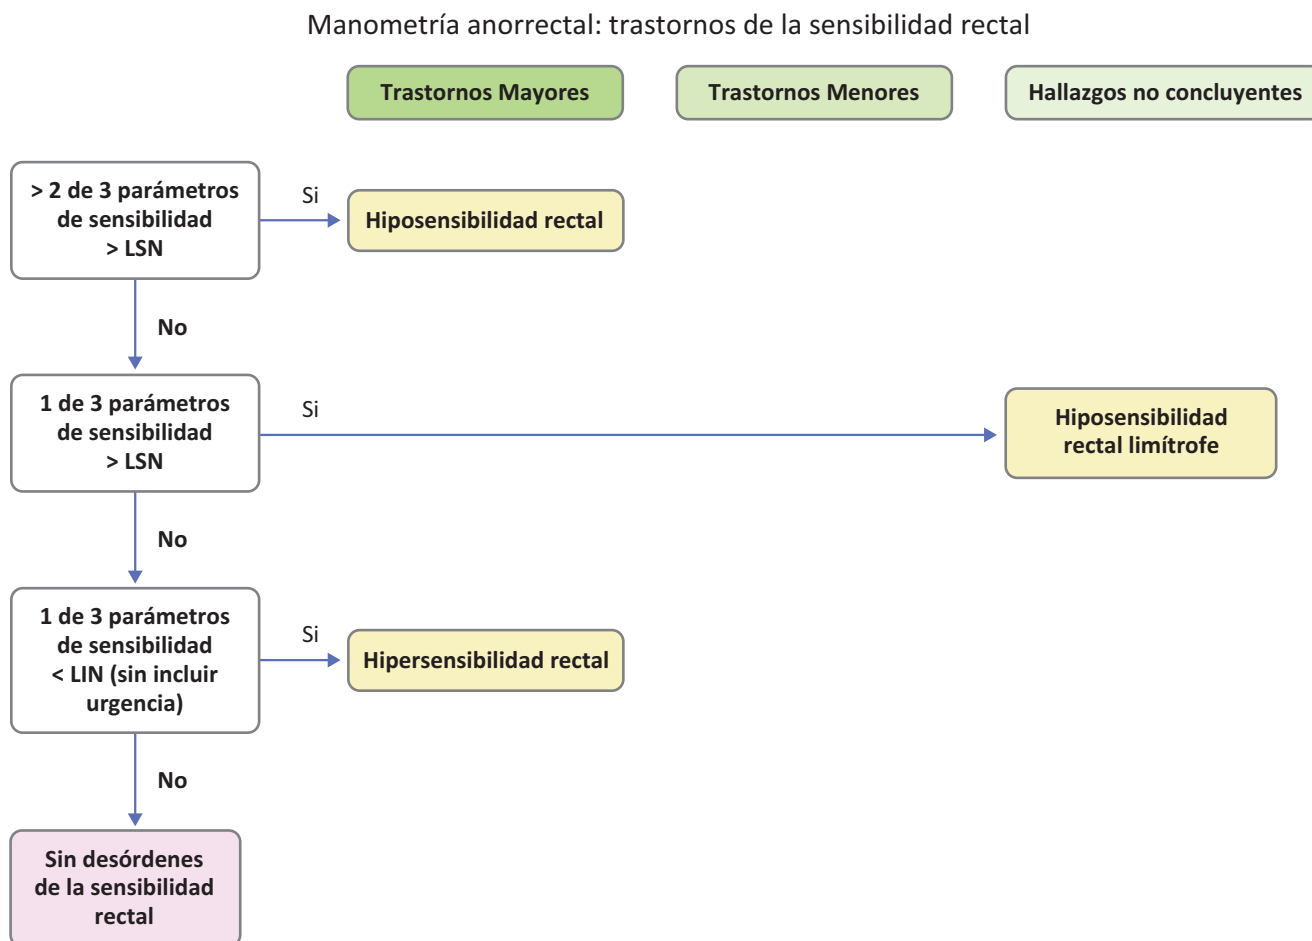 Manometría anorrectal: trastornos de la sensibilidad rectal
Trastornos Mayores
Trastornos Menores
Hallazgos no concluyentes
> 2 de 3 parámetros
de sensibilidad
> LSN
Si
Hiposensibilidad rectal
No
1 de 3 parámetros
de sensibilidad
> LSN
Si
Hiposensibilidad
rectal limítrofe
No
1 de 3 parámetros
de sensibilidad
< LIN (sin incluir
urgencia)
Si
Hipersensibilidad rectal
No
Sin desórdenes
de la sensibilidad
rectal